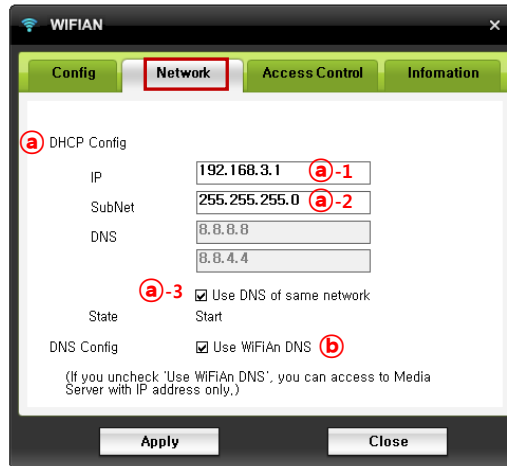 WIFIAN ×
Config Network Access Control Infomation
ⓐ DHCP Config
IP 192.168.3.1 ⓐ-1
SubNet 255.255.255.0 ⓐ-2
DNS 8.8.8.8
8.8.4.4
ⓐ-3 Use DNS of same network
State Start
DNS Config Use WiFiAn DNS ⓑ
(If you uncheck 'Use WiFiAn DNS', you can access to Media
Server with IP address only,)
Apply Close